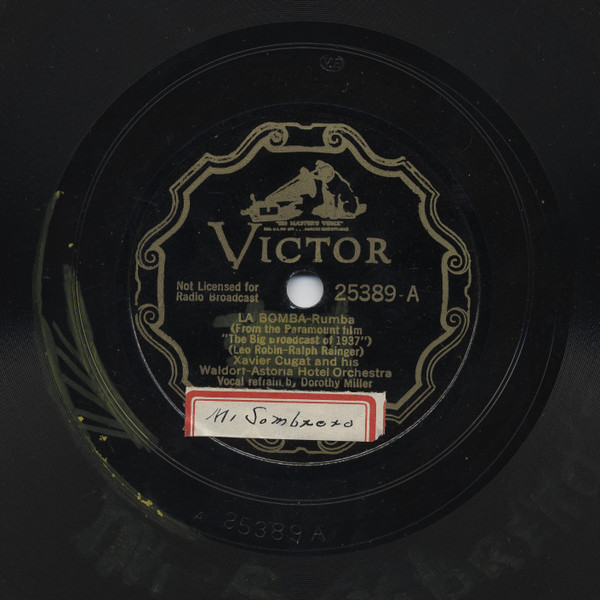 VE
"HIS MASTER'S VOICE"
VICTOR
Not Licensed for
Radio Broadcast
25389-A
LA BOMBA-Rumba
(From the Paramount film
"The Big Broadcast of 1937")
(Leo Robin-Ralph Rainger)
Xavier Cugat and his
Waldorf-Astoria Hotel Orchestra
Vocal refrain b, Dorothy Miller
Mi Sombrero
A 25389 A